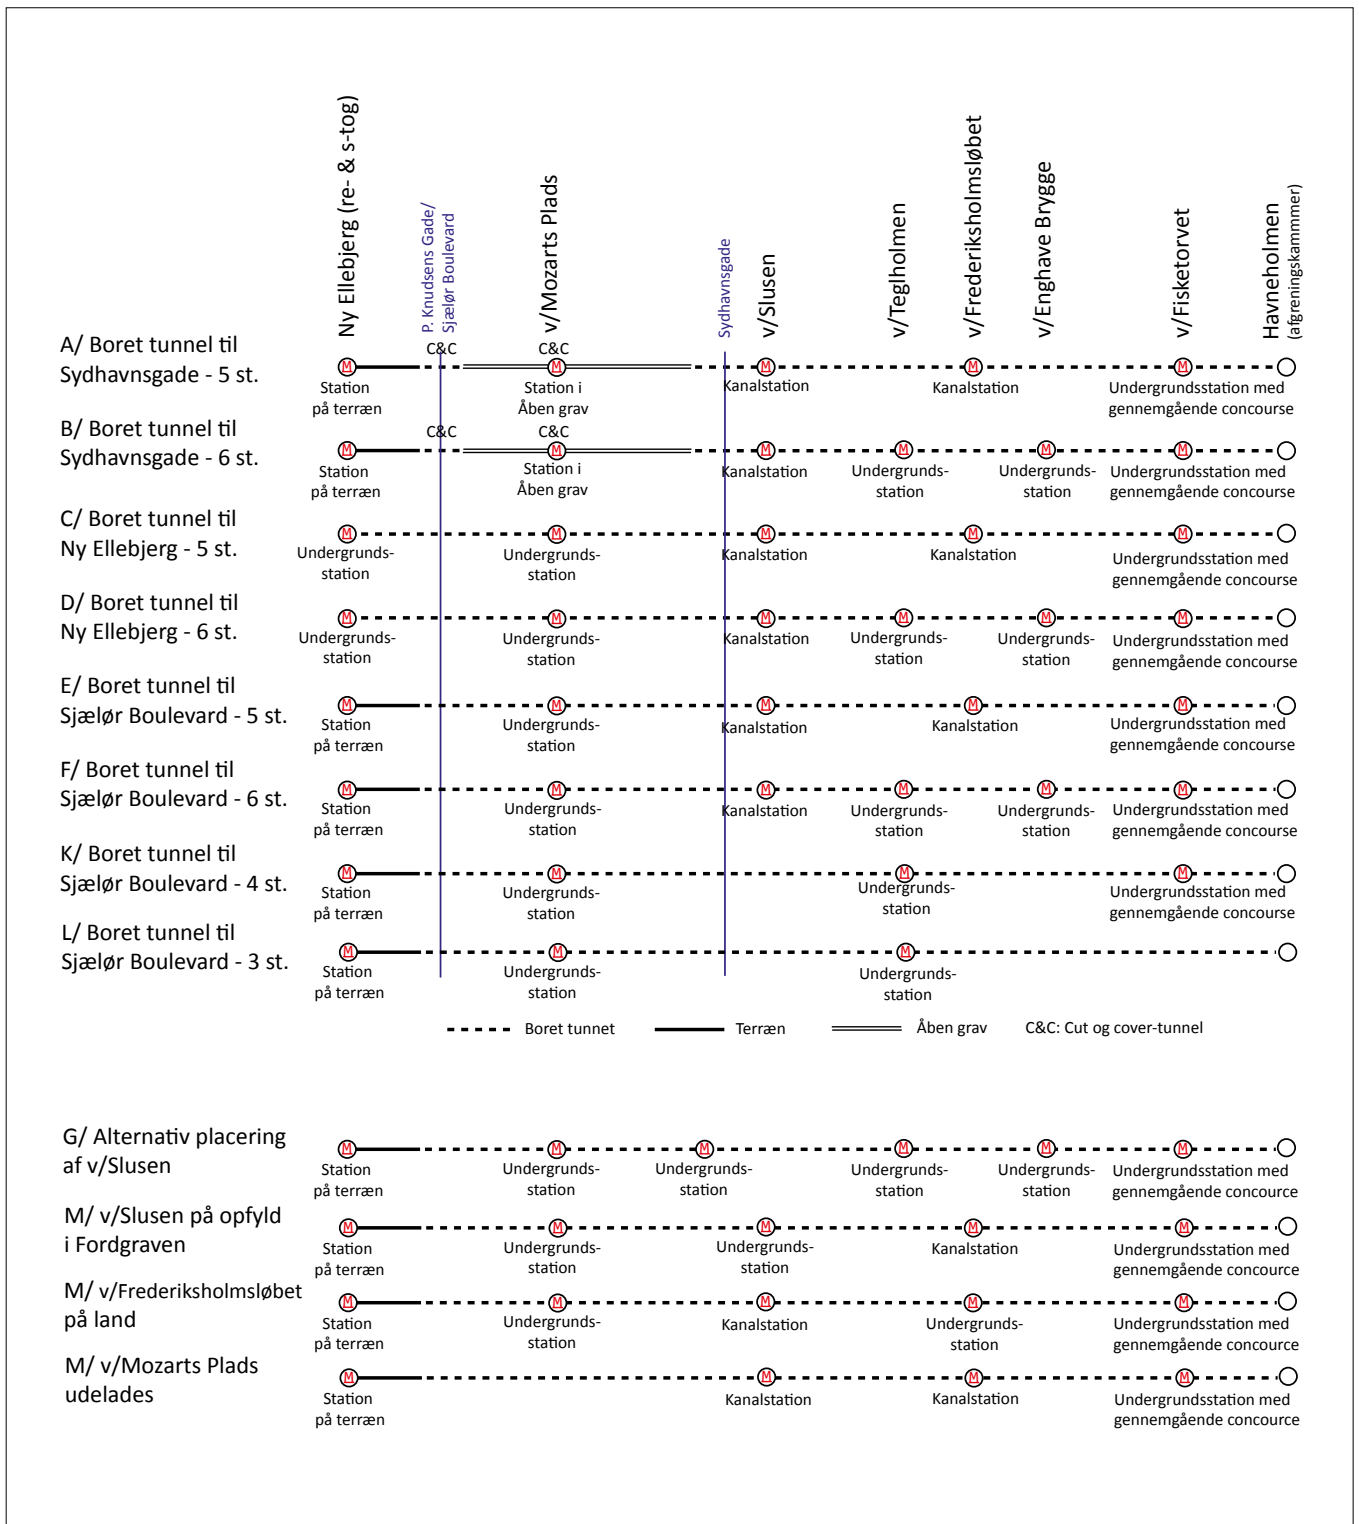 Ny Ellebjerg (re- & s-tog)
P. Knudsens Gade/
Sjælør Boulevard
v/Mozarts Plads
Sydhavnsgade
v/Slusen
v/Teglholmen
v/Frederiksholmsløbet
v/Enghave Brygge
v/Fisketorvet
Havneholmen
(afgreningskammmer)
A/ Boret tunnel til
Sydhavnsgade - 5 st.
C&C
C&C
M M M M M
Station
på terræn
Station i
Åben grav
Kanalstation
Kanalstation
Undergrundsstation med
gennemgående concourse
B/ Boret tunnel til
Sydhavnsgade - 6 st.
C&C
C&C
M M M M M M
Station
på terræn
Station i
Åben grav
Kanalstation
Undergrunds-
station
Undergrunds-
station
Undergrundsstation med
gennemgående concourse
C/ Boret tunnel til
Ny Ellebjerg - 5 st.
M M M M M
Undergrunds-
station
Undergrunds-
station
Kanalstation
Kanalstation
Undergrundsstation med
gennemgående concourse
D/ Boret tunnel til
Ny Ellebjerg - 6 st.
M M M M M M
Undergrunds-
station
Undergrunds-
station
Kanalstation
Undergrunds-
station
Undergrunds-
station
Undergrundsstation med
gennemgående concourse
E/ Boret tunnel til
Sjælør Boulevard - 5 st.
M M M M M
Station
på terræn
Undergrunds-
station
Kanalstation
Kanalstation
Undergrundsstation med
gennemgående concourse
F/ Boret tunnel til
Sjælør Boulevard - 6 st.
M M M M M M
Station
på terræn
Undergrunds-
station
Kanalstation
Undergrunds-
station
Undergrunds-
station
Undergrundsstation med
gennemgående concourse
K/ Boret tunnel til
Sjælør Boulevard - 4 st.
M M M M
Station
på terræn
Undergrunds-
station
Undergrunds-
station
Undergrundsstation med
gennemgående concourse
L/ Boret tunnel til
Sjælør Boulevard - 3 st.
M M M
Station
på terræn
Undergrunds-
station
Undergrunds-
station
Boret tunnet
Terræn
Åben grav
C&C: Cut og cover-tunnel
G/ Alternativ placering
af v/Slusen
M M M M M M
Station
på terræn
Undergrunds-
station
Undergrunds-
station
Undergrunds-
station
Undergrunds-
station
Undergrundsstation med
gennemgående concource
M/ v/Slusen på opfyld
i Fordgraven
M M M M M
Station
på terræn
Undergrunds-
station
Undergrunds-
station
Kanalstation
Undergrundsstation med
gennemgående concource
M/ v/Frederiksholmsløbet
på land
M M M M M
Station
på terræn
Undergrunds-
station
Kanalstation
Undergrunds-
station
Undergrundsstation med
gennemgående concource
M/ v/Mozarts Plads
udelades
M M M M
Station
på terræn
Kanalstation
Kanalstation
Undergrundsstation med
gennemgående concource